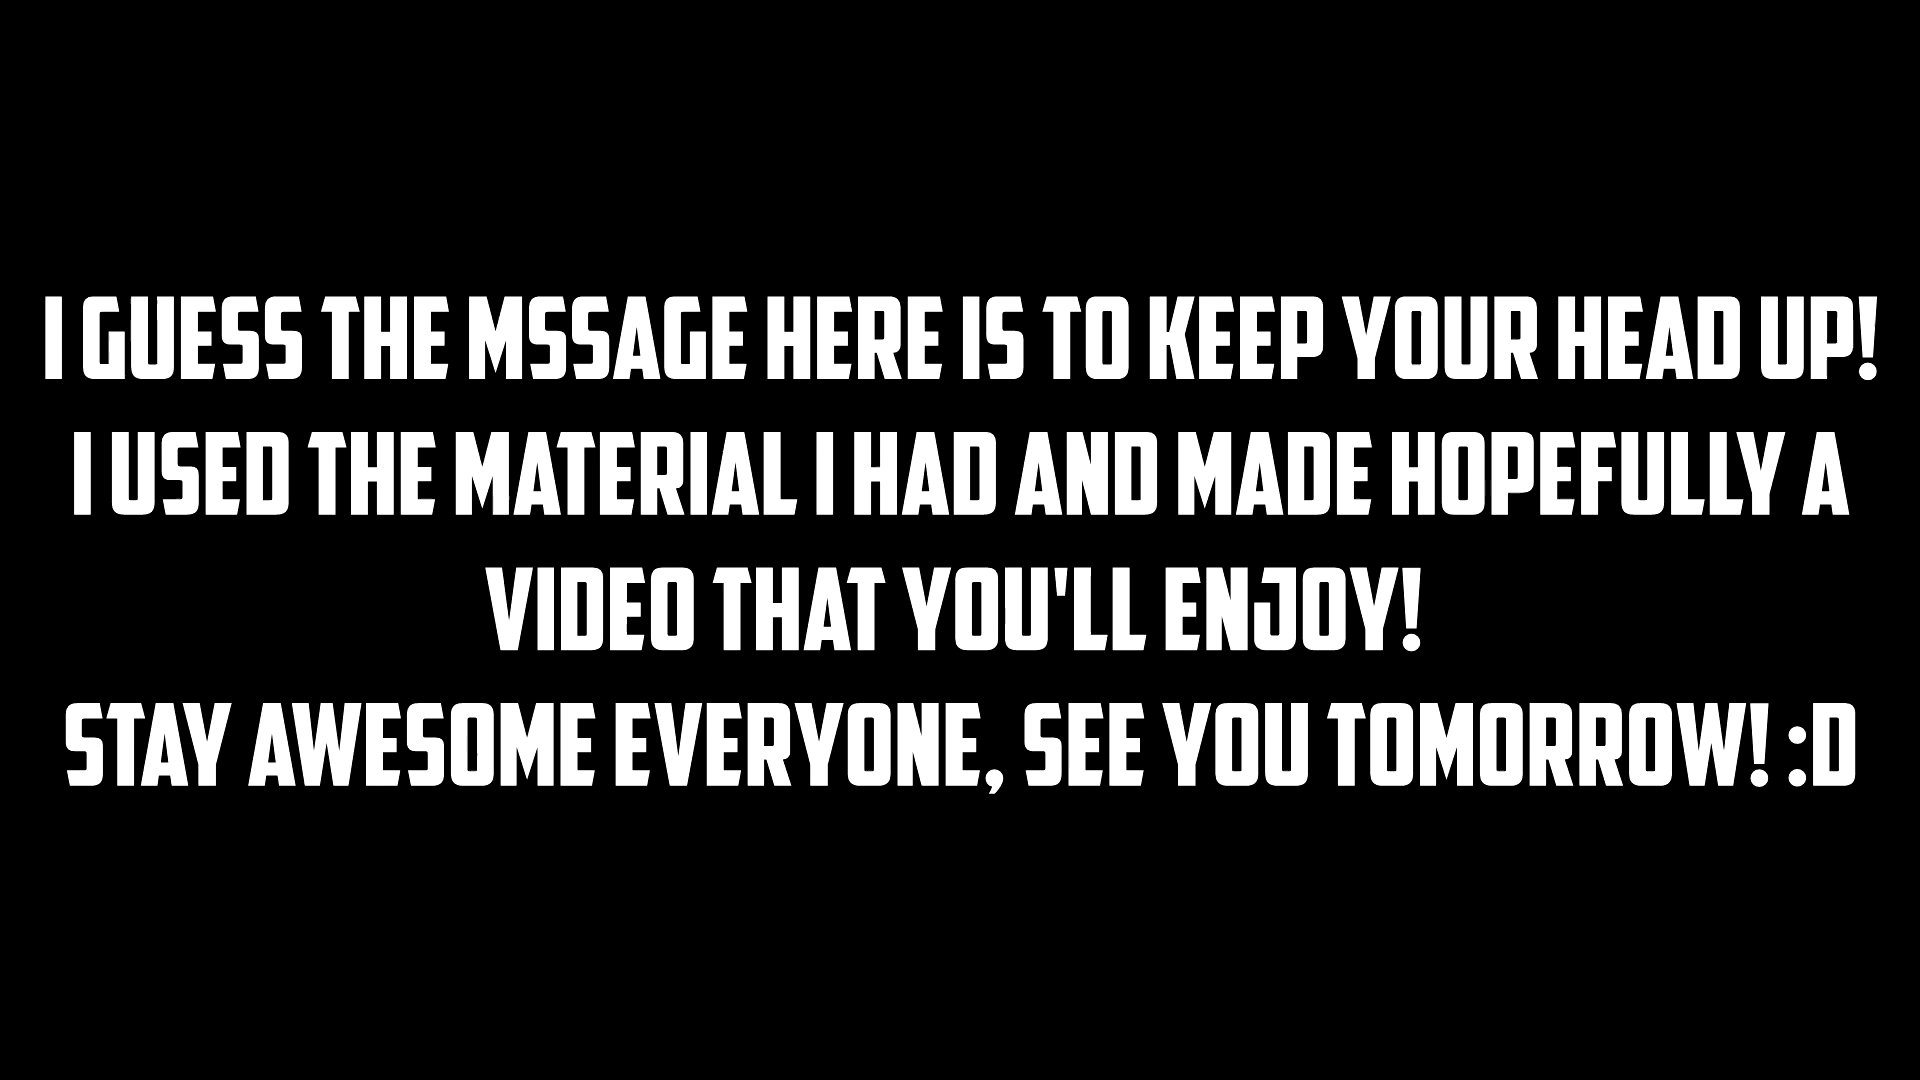 I GUESS THE MSSAGE HERE IS TO KEEP YOUR HEAD UP!
I USED THE MATERIAL I HAD AND MADE HOPEFULLY A
VIDEO THAT YOU'LL ENJOY!
STAY AWESOME EVERYONE, SEE YOU TOMORROW! :D